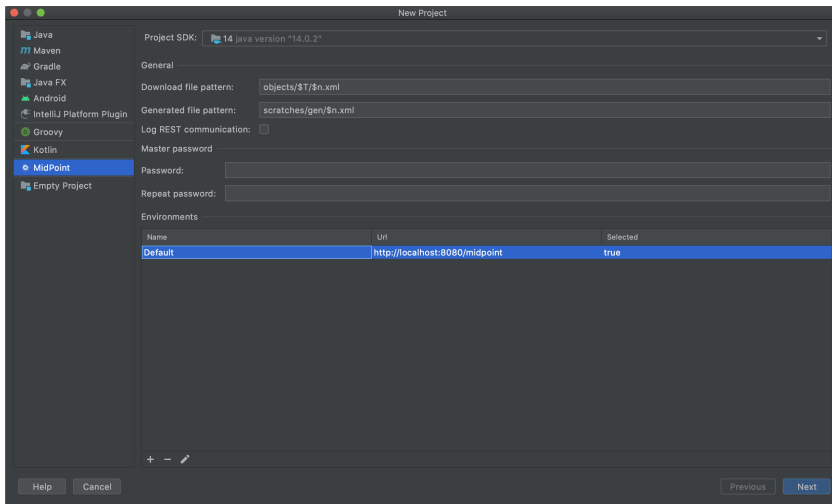 New Project
Java
Maven
Gradle
Java FX
Android
IntelliJ Platform Plugin
Groovy
Kotlin
MidPoint
Empty Project
Project SDK: 14 java version "14.0.2"
General
Download file pattern: objects/$T/$n.xml
Generated file pattern: scratches/gen/$n.xml
Log REST communication:
Master password
Password:
Repeat password:
Environments
Name Url Selected
Default http://localhost:8080/midpoint true
Help Cancel Previous Next